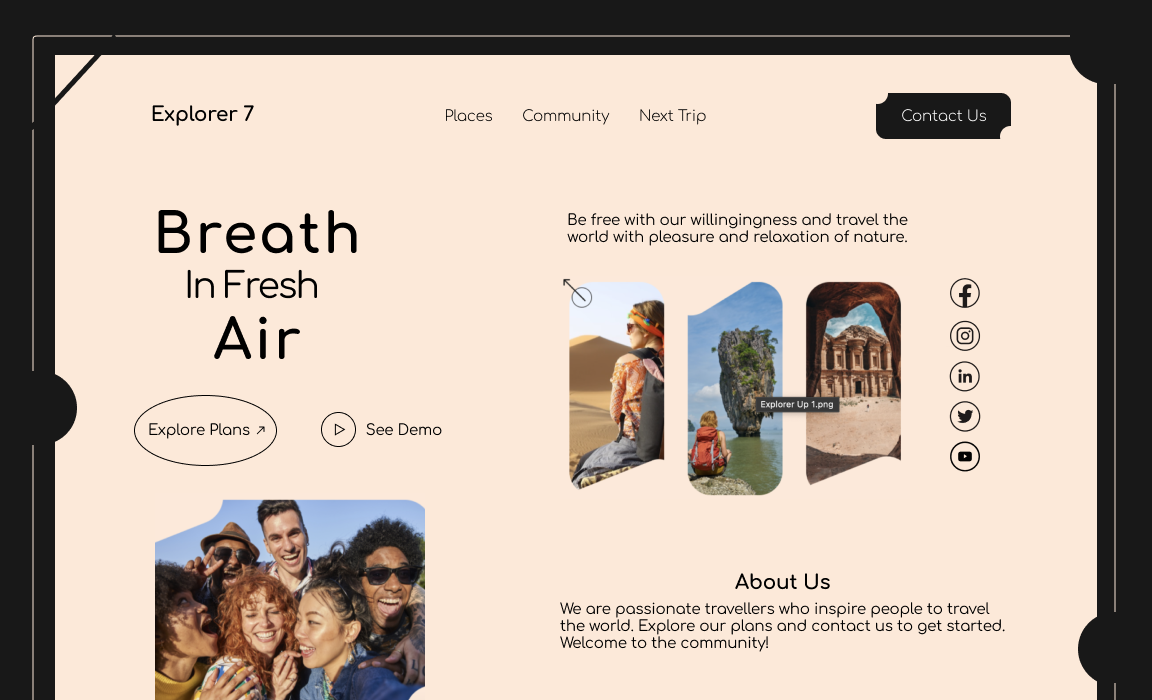 Explorer 7
Places
Community
Next Trip
Contact Us
Breath
In Fresh
Air
Explore Plans
See Demo
Be free with our willingingness and travel the
world with pleasure and relaxation of nature.
Explorer Up 1.png
About Us
We are passionate travellers who inspire people to travel
the world. Explore our plans and contact us to get started.
Welcome to the community!